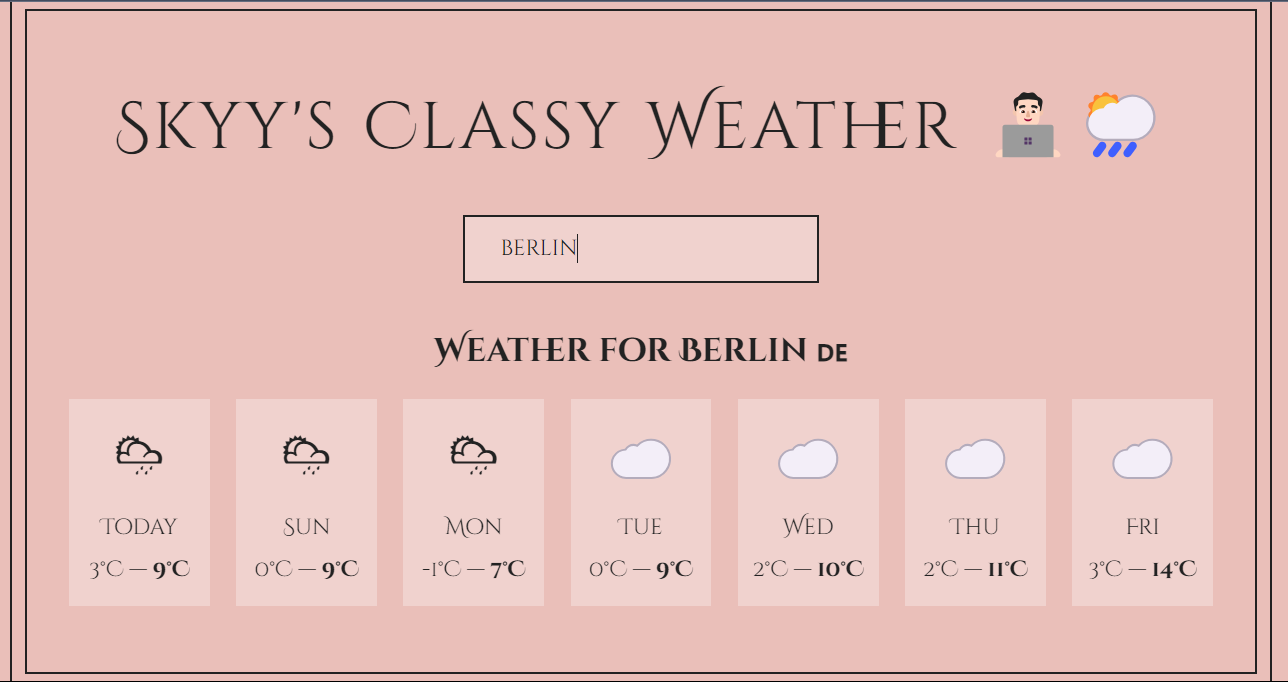 Skyy's Classy Weather 🧑🏻‍💻 🌦️
BERLIN
Weather for Berlin DE
Today Sun Mon Tue Wed Thu Fri
3°C — 9°C 0°C — 9°C -1°C — 7°C 0°C — 9°C 2°C — 10°C 2°C — 11°C 3°C — 14°C